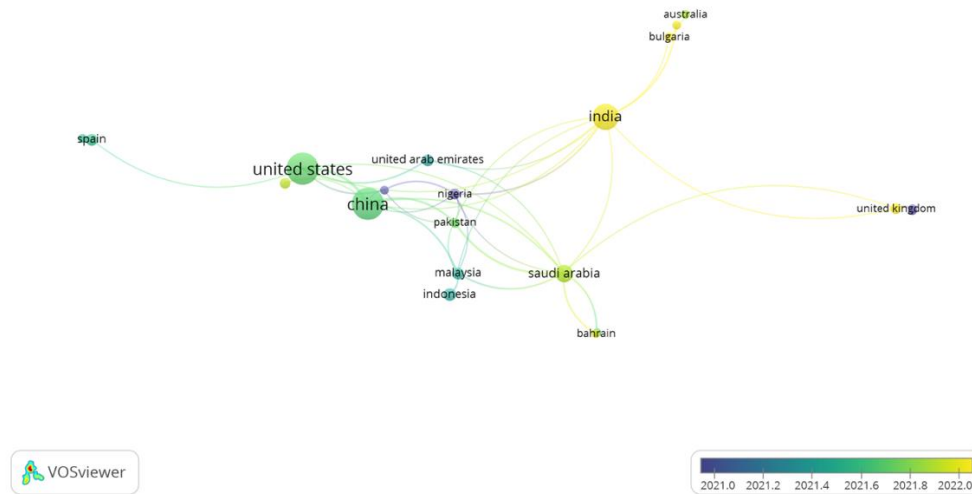 australia
bulgaria
india
spain
united states
united arab emirates
china
nigeria
pakistan
united kingdom
malaysia
saudi arabia
indonesia
bahrain
VOSviewer
2021.0 2021.2 2021.4 2021.6 2021.8 2022.0